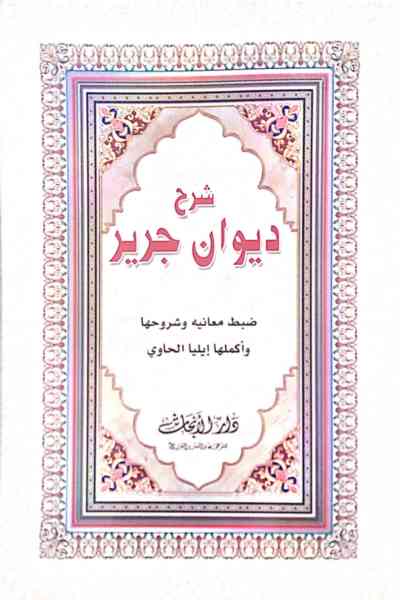 شرح
ديوان جرير
ضبط معانيه وشروحها
وأكملها إيليا الحاوي
دار الأبحاث